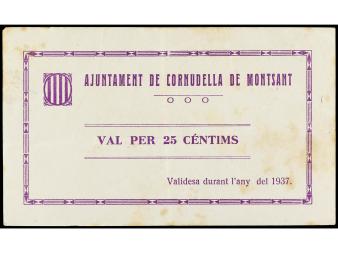 AJUNTAMENT DE CORNUDELLA DE MONTSANT
VAL PER 25 CÉNTIMS
Validesa durant l'any del 1937.